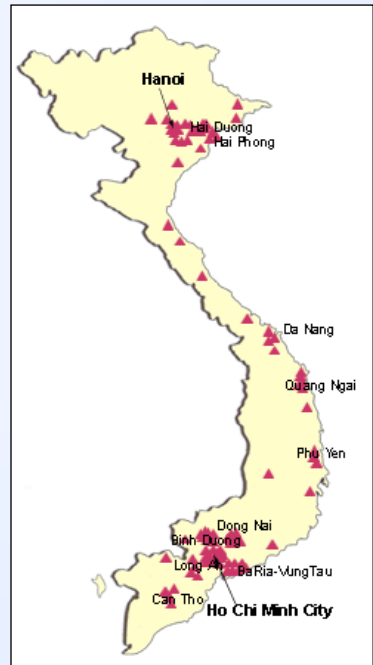 Hanoi
Hai Duong
Hai Phong
Da Nang
Quang Ngai
Phu Yen
Dong Nai
Binh Duong
Long An
BaRia-VungTau
Can Tho
Ho Chi Minh City